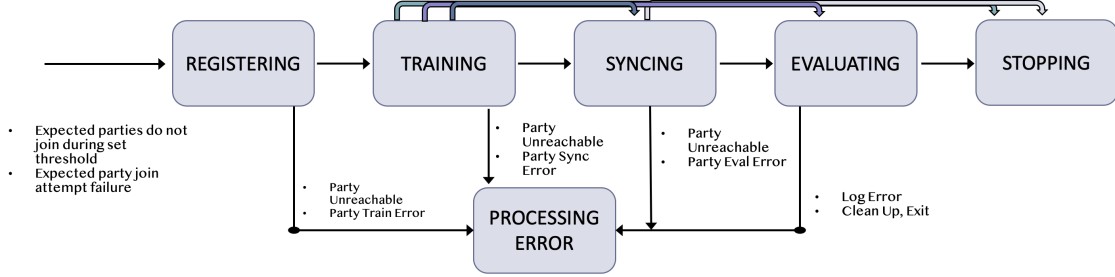 REGISTERING
TRAINING
SYNCING
EVALUATING
STOPPING
• Expected parties do not
join during set
threshold
• Expected party join
attempt failure
• Party
Unreachable
• Party Train Error
• Party
Unreachable
• Party Sync
Error
• Party
Unreachable
• Party Eval Error
• Log Error
• Clean Up, Exit
PROCESSING
ERROR